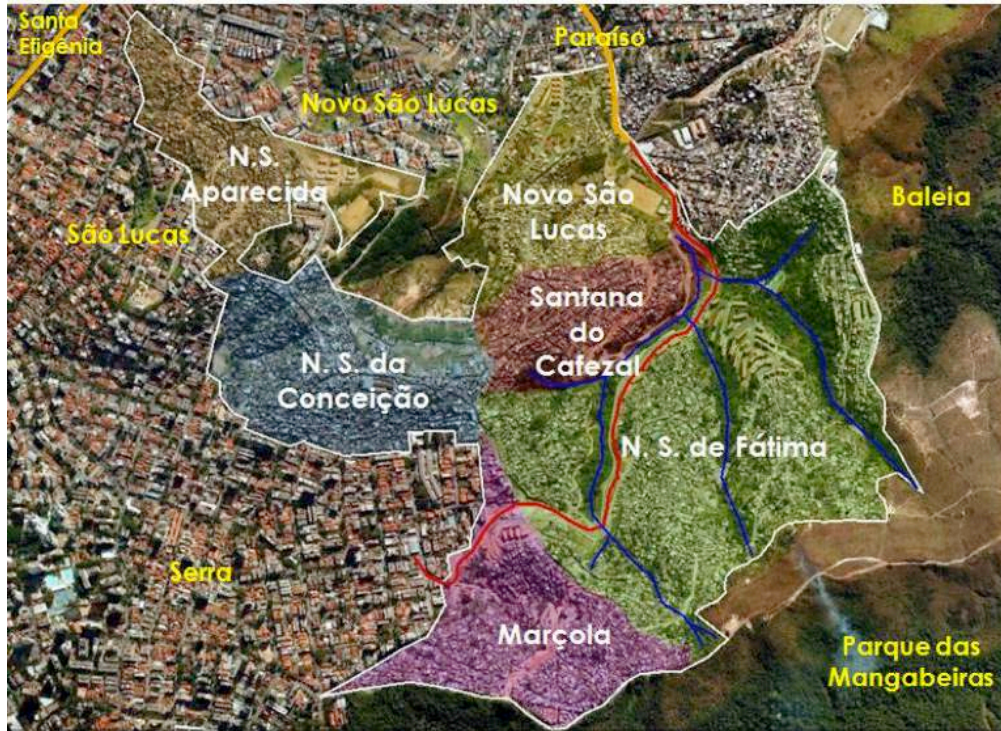 Santa
Efigênia
Paraíso
Novo São Lucas
N.S.
Aparecida
Novo São
Lucas
Baleia
São Lucas
Santana
do
Cafezal
N. S. da
Conceição
N. S. de Fátima
Serra
Marçola
Parque das
Mangabeiras